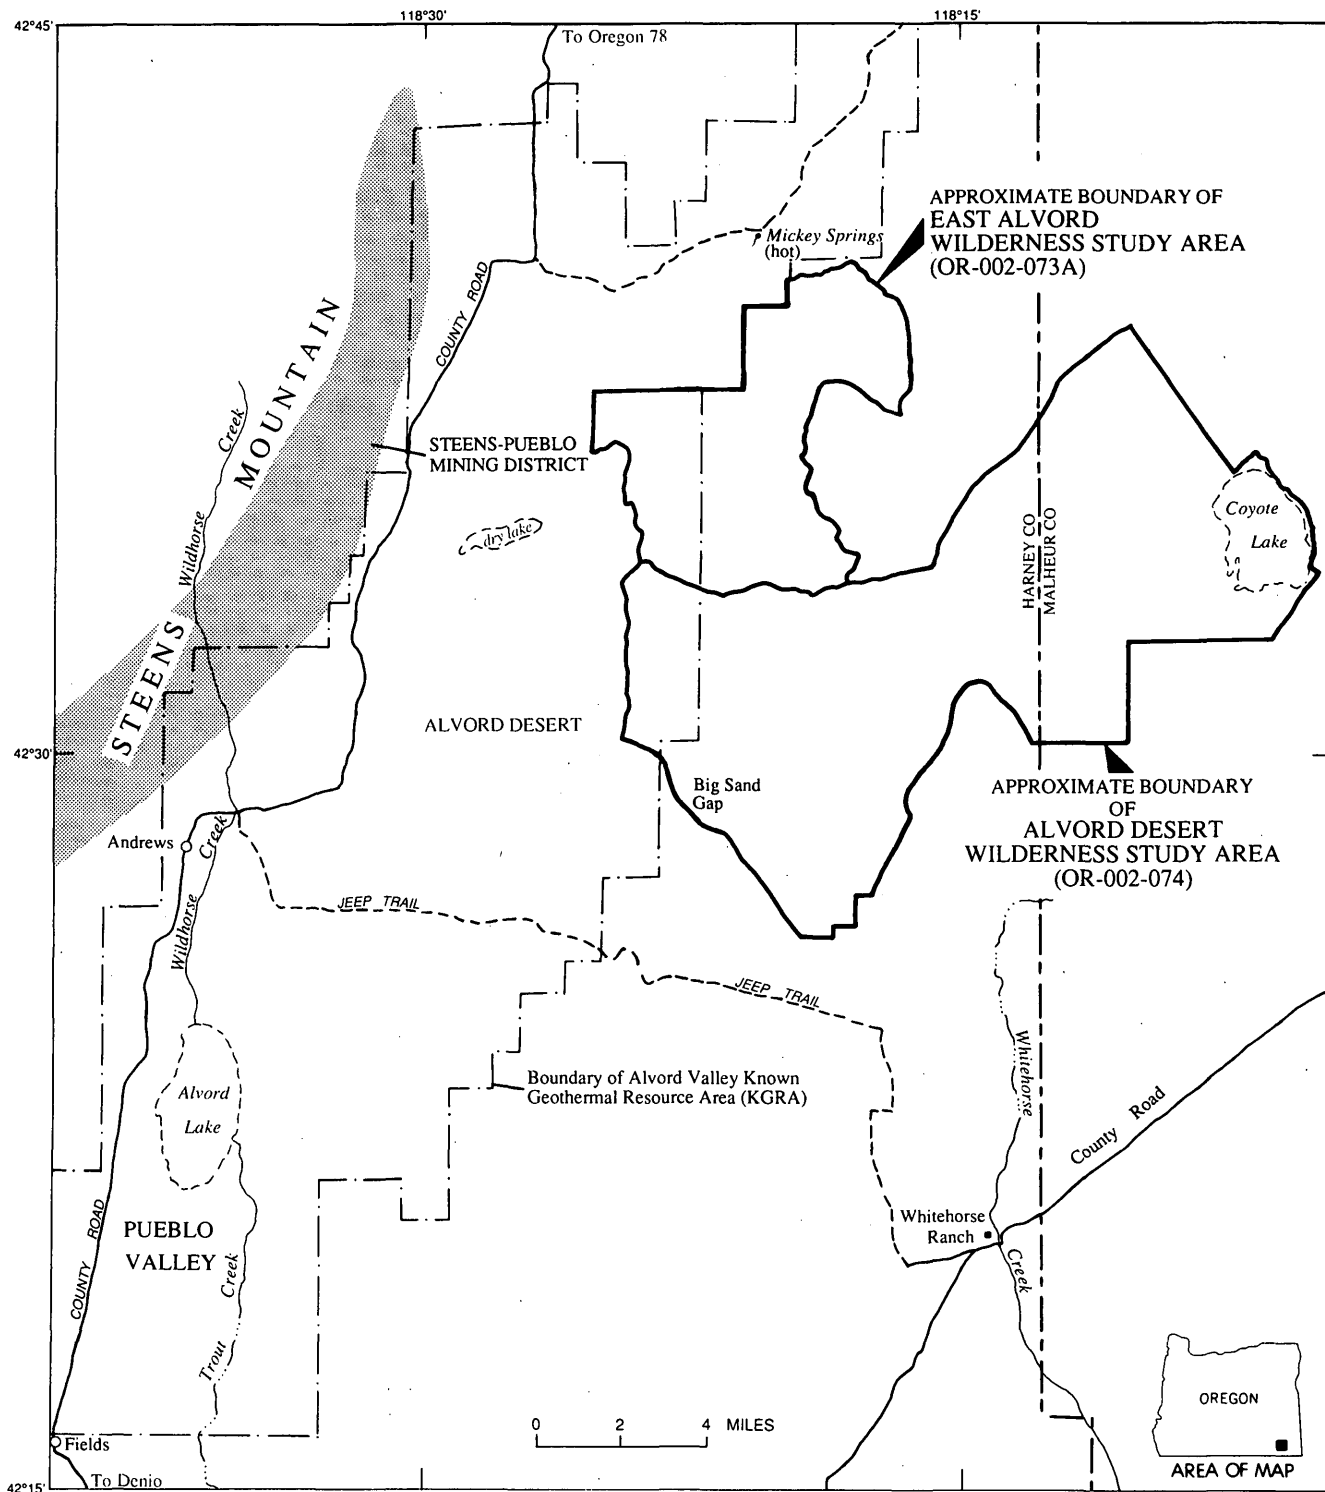 118°30'
118°15'
42°45'
To Oregon 78
APPROXIMATE BOUNDARY OF
EAST ALVORD
WILDERNESS STUDY AREA
(OR-002-073A)
Mickey Springs
(hot)
COUNTY ROAD
STEENS MOUNTAIN
Wildhorse Creek
STEENS-PUEBLO
MINING DISTRICT
dry lake
Coyote
Lake
HARNEY CO
MALHEUR CO
ALVORD DESERT
42°30'
Big Sand
Gap
APPROXIMATE BOUNDARY
OF
ALVORD DESERT
WILDERNESS STUDY AREA
(OR-002-074)
Andrews
Wildhorse Creek
JEEP TRAIL
JEEP TRAIL
Whitehorse
Boundary of Alvord Valley Known
Geothermal Resource Area (KGRA)
Alvord
Lake
County Road
COUNTY ROAD
PUEBLO
VALLEY
Whitehorse
Ranch
Creek
Trout Creek
OREGON
0 2 4 MILES
Fields
AREA OF MAP
To Denio
42°15'